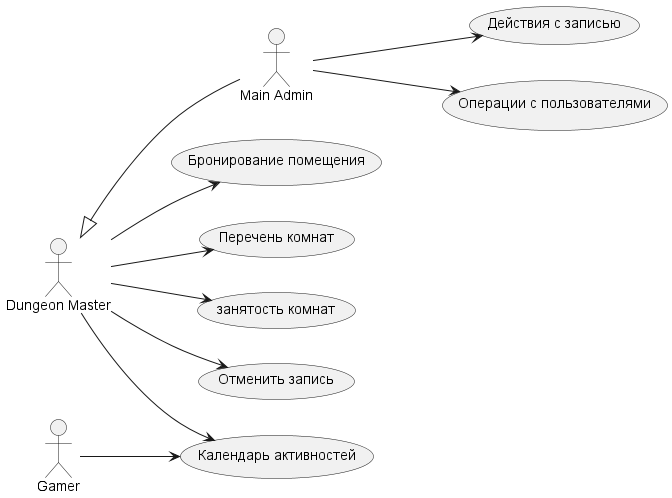 Действия с записью
Main Admin
Операции с пользователями
Бронирование помещения
Перечень комнат
Dungeon Master
занятость комнат
Отменить запись
Календарь активностей
Gamer